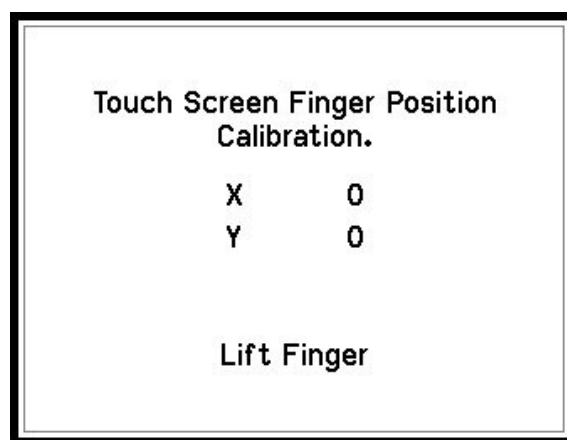 Touch Screen Finger Position
Calibration.
X 0
Y 0
Lift Finger